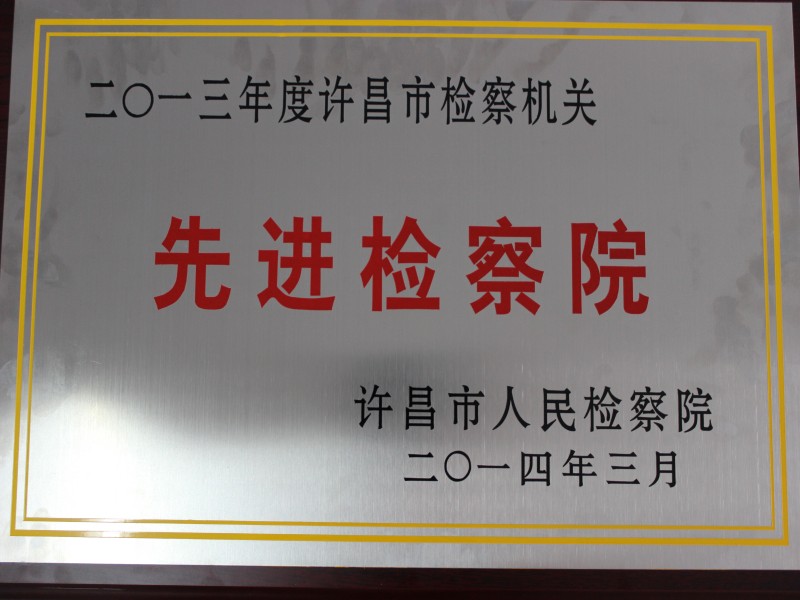 二〇一三年度许昌市检察机关
先进检察院
许昌市人民检察院
二〇一四年三月